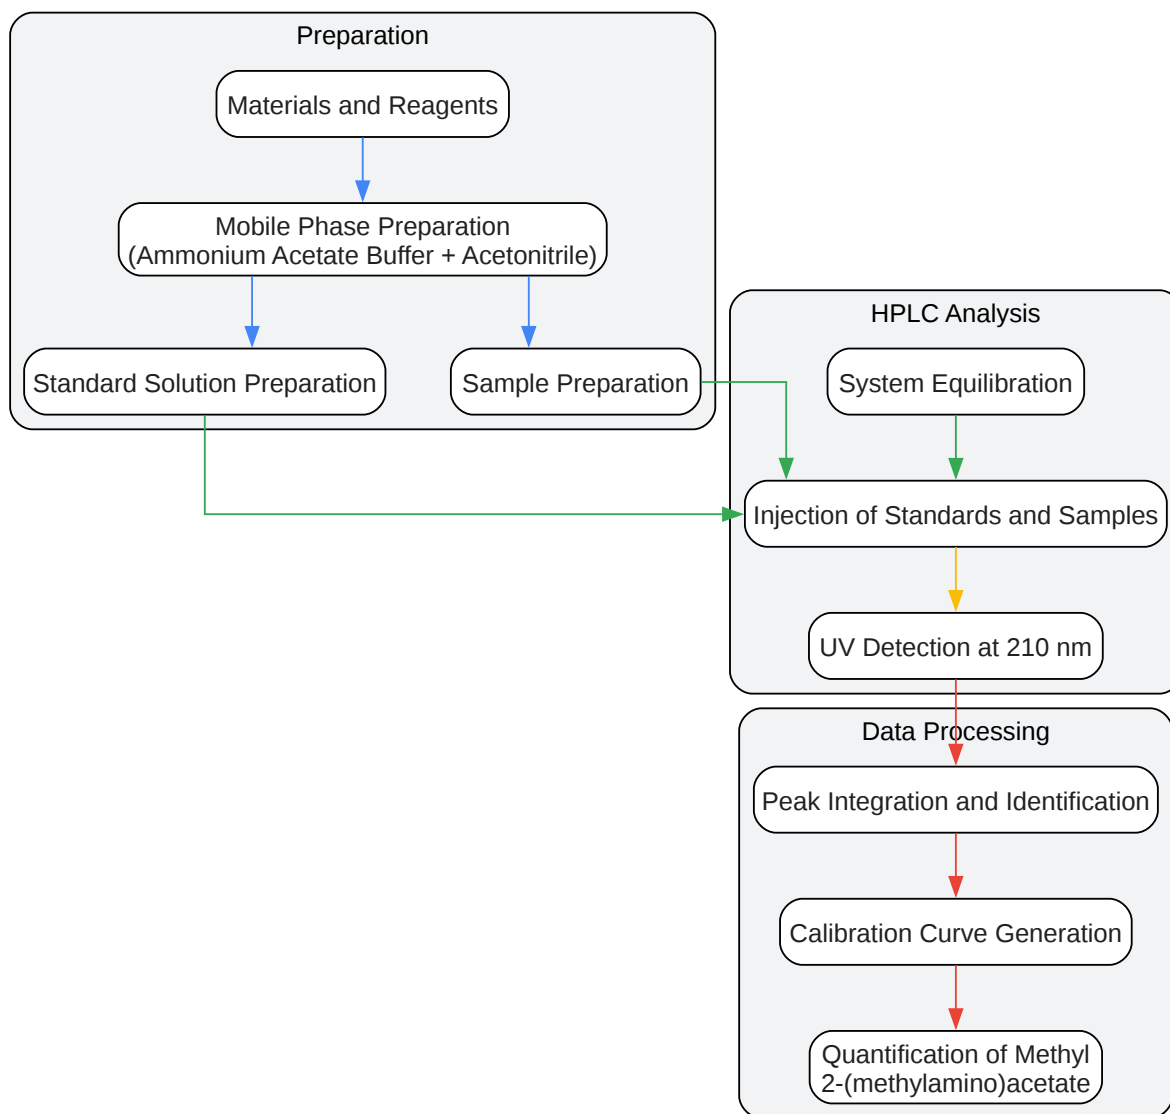 Preparation
Materials and Reagents
Mobile Phase Preparation
(Ammonium Acetate Buffer + Acetonitrile)
Standard Solution Preparation
Sample Preparation
HPLC Analysis
System Equilibration
Injection of Standards and Samples
UV Detection at 210 nm
Data Processing
Peak Integration and Identification
Calibration Curve Generation
Quantification of Methyl
2-(methylamino)acetate